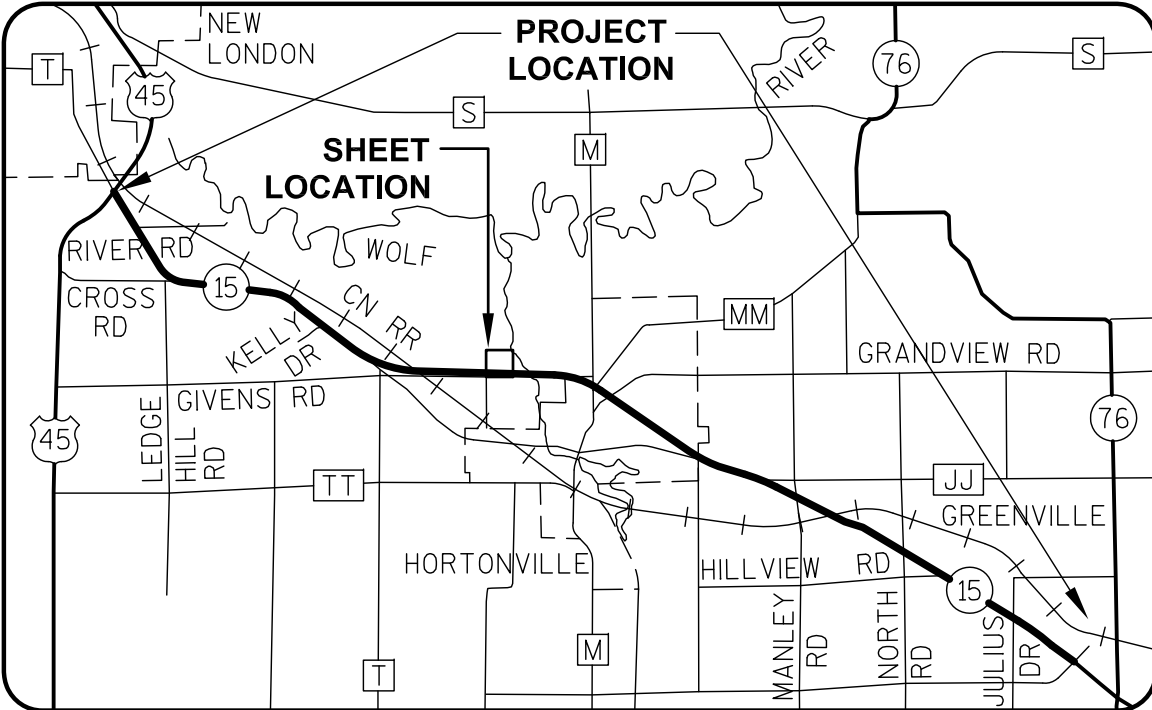 NEW
LONDON
PROJECT
LOCATION
RIVER
76
S
T
45
S
M
SHEET
LOCATION
RIVER RD
WOLF
15
CROSS
RD
CN RR
MM
KELLY
DR
GRANDVIEW RD
GIVENS RD
45
LEDGE
HILL
RD
76
TT
JJ
GREENVILLE
HORTONVILLE
HILLVIEW RD
15
MANLEY
RD
NORTH
RD
JULIUS
DR
M
T